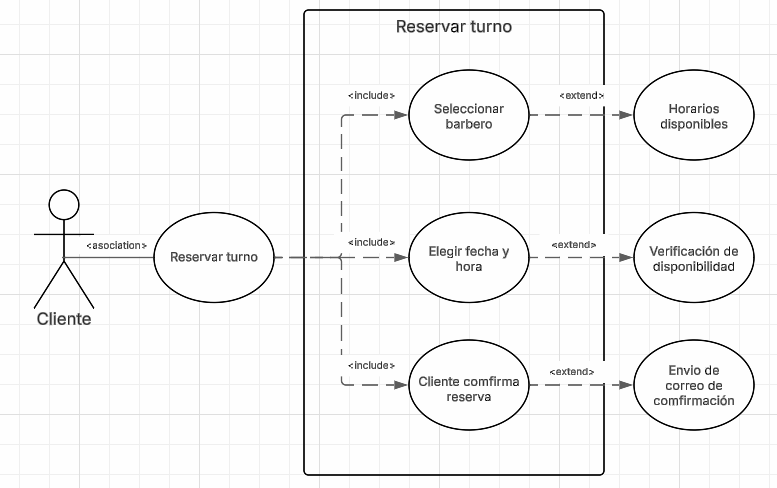 Reservar turno
<include>
Seleccionar
barbero
<extend>
Horarios
disponibles
<asociation>
Reservar turno
<include>
Elegir fecha y
hora
<extend>
Verificación de
disponibilidad
Cliente
<include>
Cliente comfirma
reserva
<extend>
Envio de
correo de
comfirmación